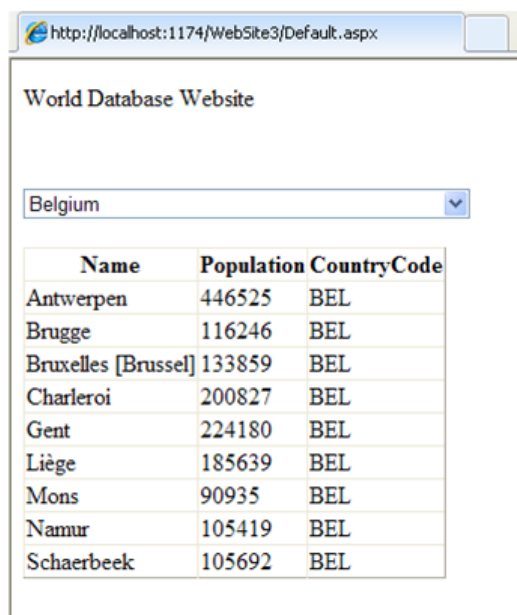 http://localhost:1174/WebSite3/Default.aspx
World Database Website
Belgium
Name Population CountryCode
Antwerpen 446525 BEL
Brugge 116246 BEL
Bruxelles [Brussel] 133859 BEL
Charleroi 200827 BEL
Gent 224180 BEL
Liège 185639 BEL
Mons 90935 BEL
Namur 105419 BEL
Schaerbeek 105692 BEL